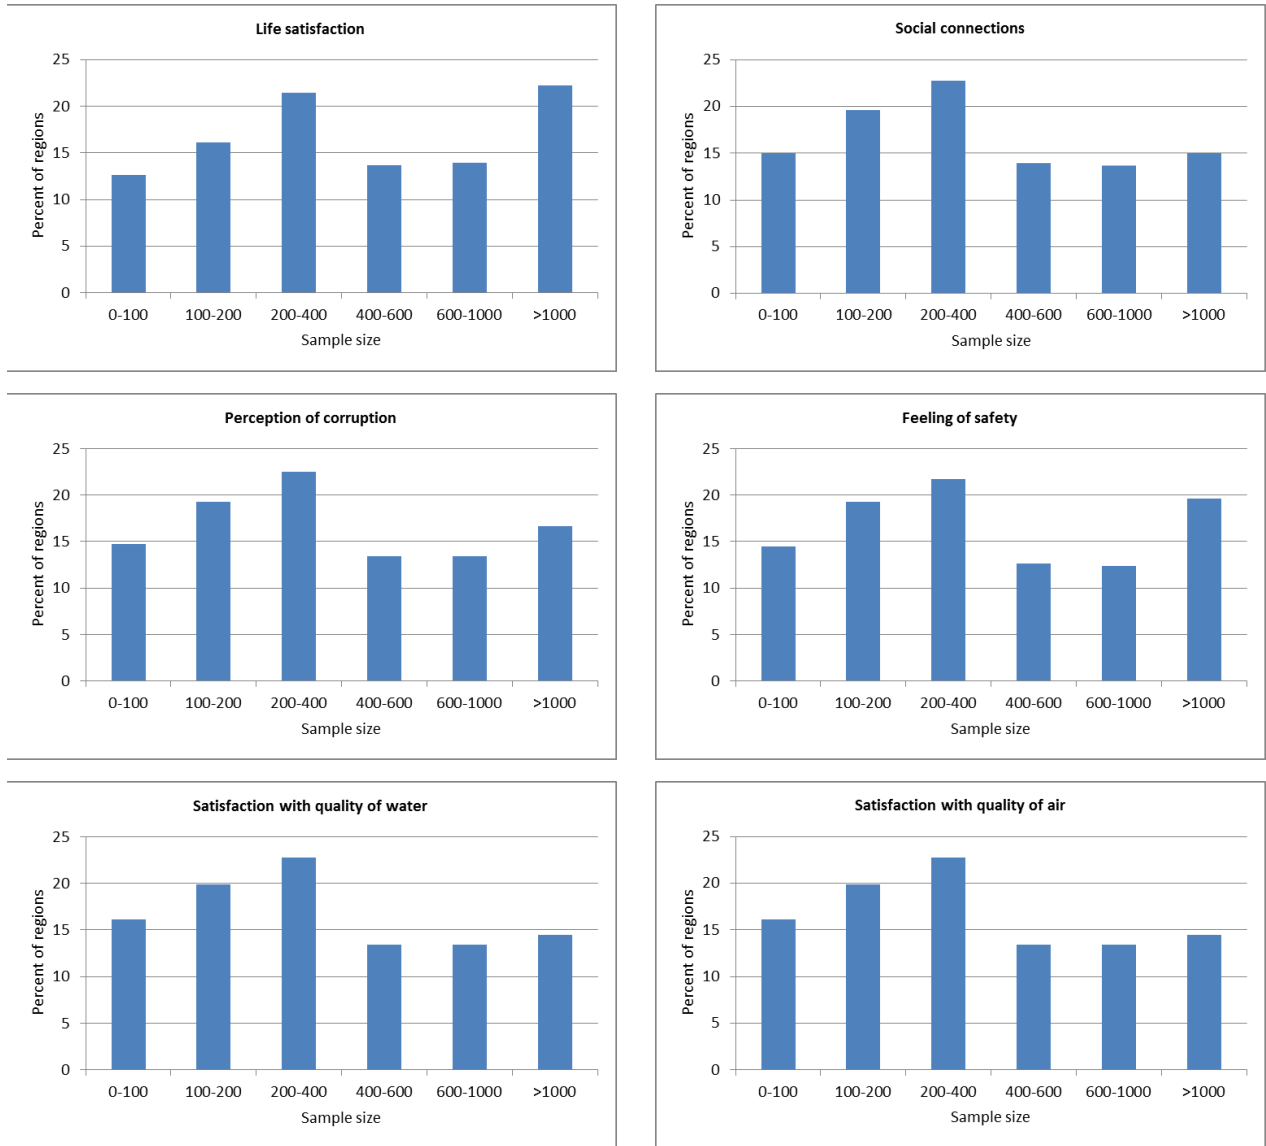 Life satisfaction
25
20
15
10
5
0
Percent of regions
0-100 100-200 200-400 400-600 600-1000 >1000
Sample size
Social connections
25
20
15
10
5
0
Percent of regions
0-100 100-200 200-400 400-600 600-1000 >1000
Sample size
Perception of corruption
25
20
15
10
5
0
Percent of regions
0-100 100-200 200-400 400-600 600-1000 >1000
Sample size
Feeling of safety
25
20
15
10
5
0
Percent of regions
0-100 100-200 200-400 400-600 600-1000 >1000
Sample size
Satisfaction with quality of water
25
20
15
10
5
0
Percent of regions
0-100 100-200 200-400 400-600 600-1000 >1000
Sample size
Satisfaction with quality of air
25
20
15
10
5
0
Percent of regions
0-100 100-200 200-400 400-600 600-1000 >1000
Sample size